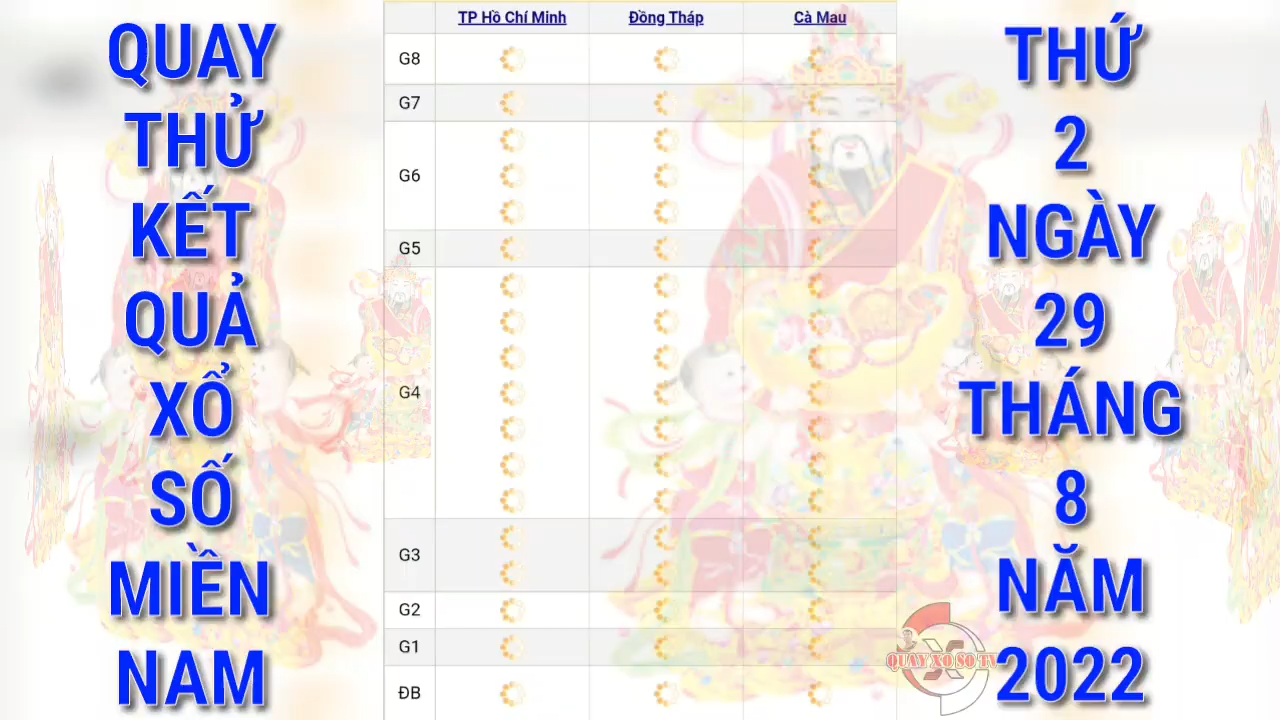 QUAY
THỬ
KẾT
QUẢ
XỔ
SỐ
MIỀN
NAM
TP Hồ Chí Minh Đồng Tháp Cà Mau
G8
G7
G6
G5
G4
G3
G2
G1
ĐB
THỨ
2
NGÀY
29
THÁNG
8
NĂM
2022
QUAY XO SO TV